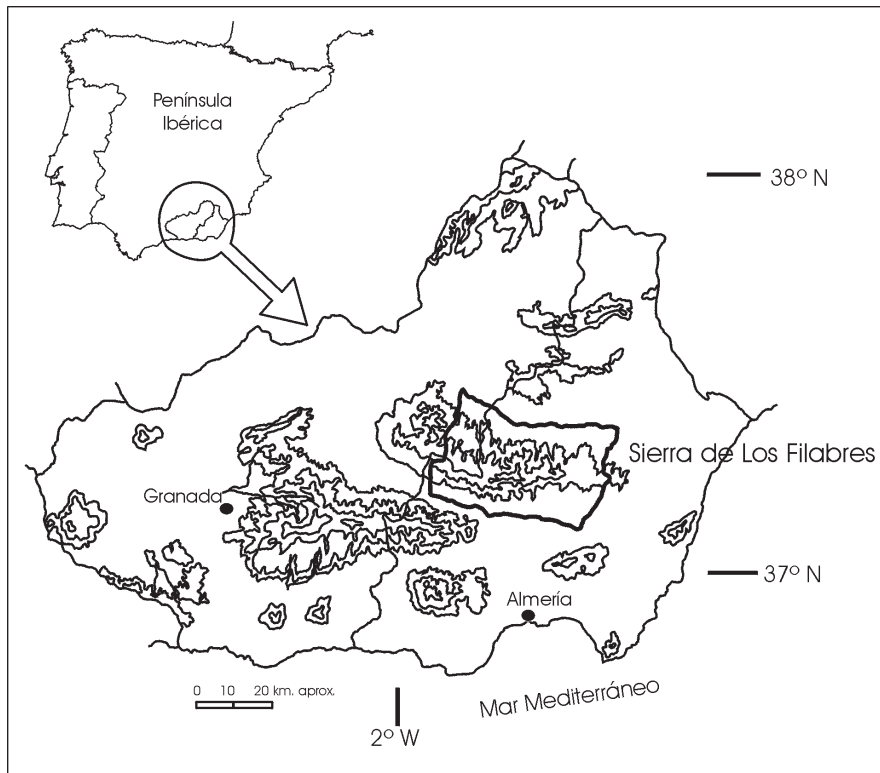 Península
Ibérica
38º N
Sierra de Los Filabres
Granada
37º N
Almería
0 10 20 km. aprox.
Mar Mediterráneo
2º W